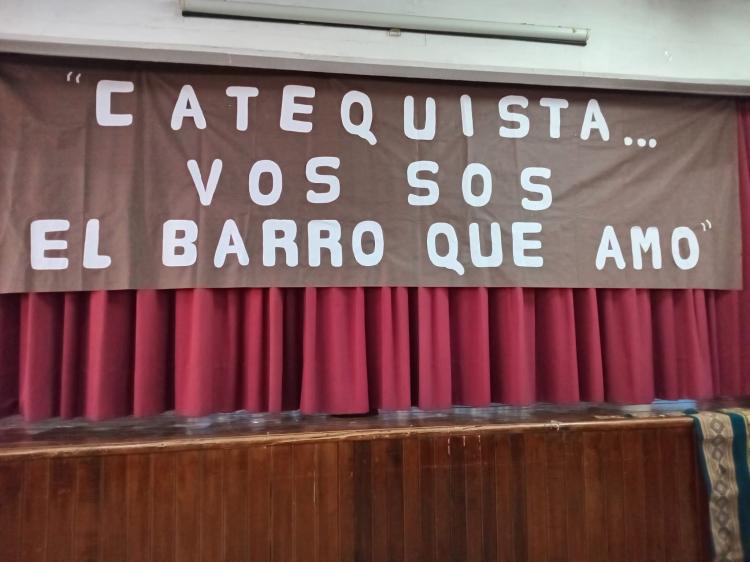 "CATEQUISTA...
VOS SOS
EL BARRO QUE AMO"